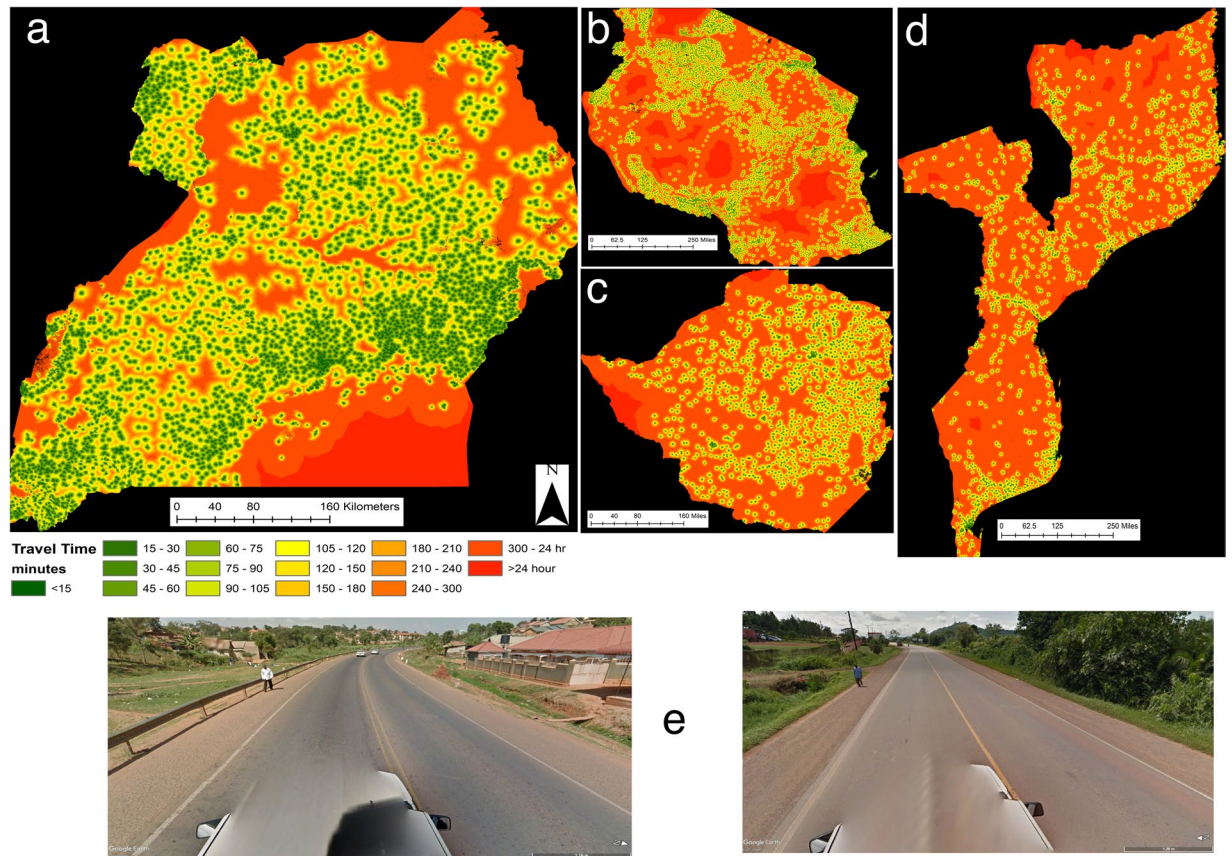 a
b
c
d
N
0 40 80 160 Kilometers
0 62.5 125 250 Miles
0 40 80 160 Miles
0 62.5 125 250 Miles
Travel Time
minutes
<15
15 - 30
30 - 45
45 - 60
60 - 75
75 - 90
90 - 105
105 - 120
120 - 150
150 - 180
180 - 210
210 - 240
240 - 300
300 - 24 hr
>24 hour
e
Google Earth
Google Earth